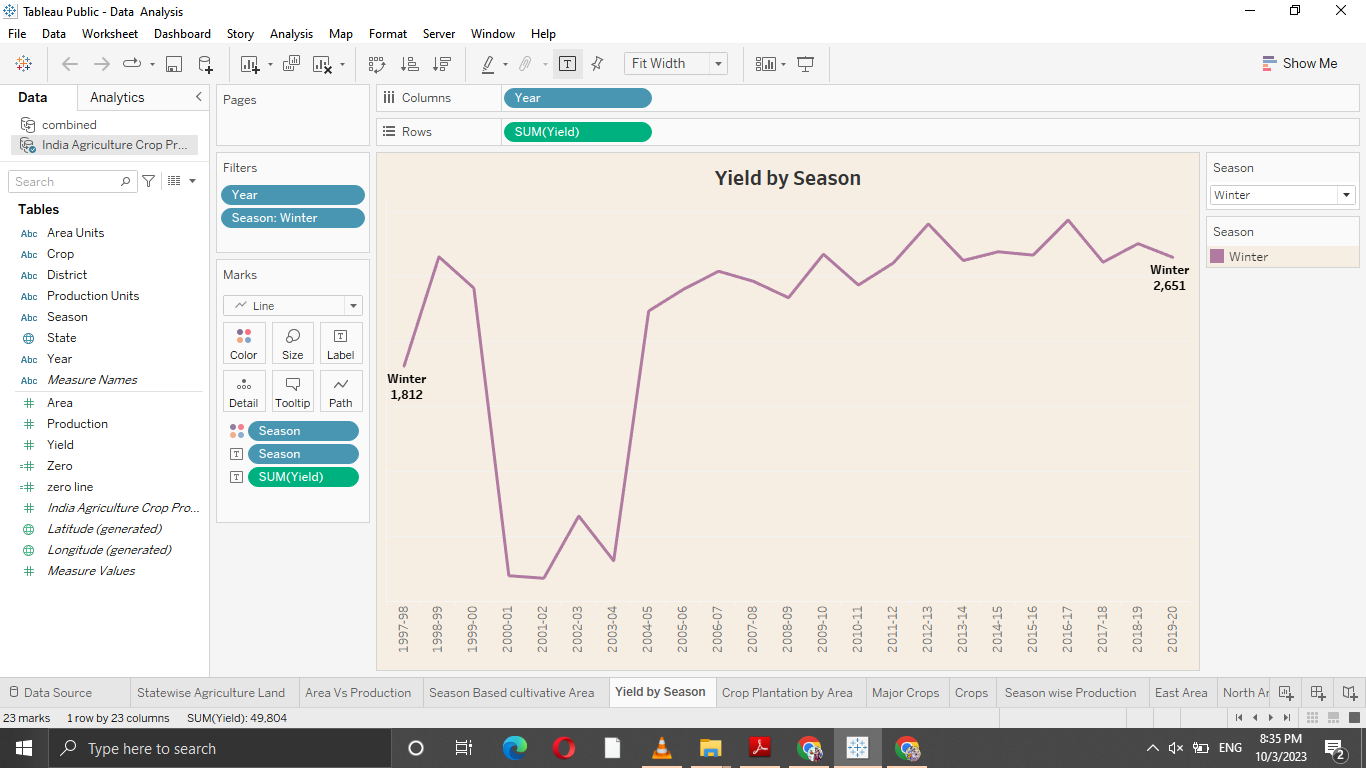 Tableau Public - Data  Analysis
File Data Worksheet Dashboard Story Analysis Map Format Server Window Help
Fit Width
Show Me
Data Analytics
combined
India Agriculture Crop Pr...
Search
Tables
Abc Area Units
Abc Crop
Abc District
Abc Production Units
Abc Season
State
Abc Year
Abc Measure Names
Area
Production
Yield
Zero
zero line
India Agriculture Crop Pro...
Latitude (generated)
Longitude (generated)
Measure Values
Pages
Filters
Year
Season: Winter
Marks
Line
Color Size Label
Detail Tooltip Path
Season
Season
SUM(Yield)
Columns Year
Rows SUM(Yield)
Yield by Season
Winter
1,812
Winter
2,651
1997-98
1998-99
1999-00
2000-01
2001-02
2002-03
2003-04
2004-05
2005-06
2006-07
2007-08
2008-09
2009-10
2010-11
2011-12
2012-13
2013-14
2014-15
2015-16
2016-17
2017-18
2018-19
2019-20
Season
Winter
Season
Winter
Data Source Statewise Agriculture Land Area Vs Production Season Based cultivative Area Yield by Season Crop Plantation by Area Major Crops Crops Season wise Production East Area North Ar
23 marks 1 row by 23 columns SUM(Yield): 49,804
Type here to search
ENG
8:35 PM
10/3/2023
2